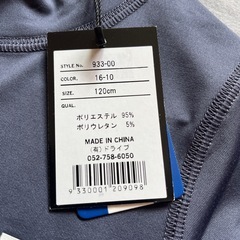 STYLE No. 933-00
COLOR. 16-10
SIZE. 120cm
QUAL.
ポリエステル 95%
ポリウレタン 5%
MADE IN CHINA
(有)ドライブ
052-758-6050
9 330001 209098